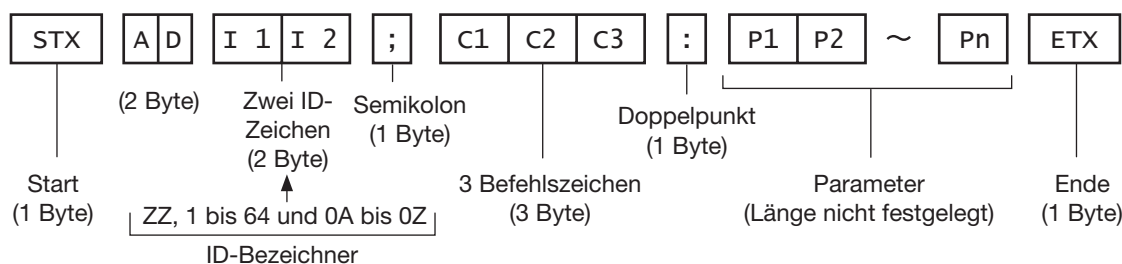 STX A D I 1 I 2 ; C1 C2 C3 : P1 P2 ~ Pn ETX
(2 Byte)
Zwei ID-
Zeichen
(2 Byte)
Semikolon
(1 Byte)
Doppelpunkt
(1 Byte)
Start
(1 Byte)
3 Befehlszeichen
(3 Byte)
Parameter
(Länge nicht festgelegt)
Ende
(1 Byte)
ZZ, 1 bis 64 und 0A bis 0Z
ID-Bezeichner